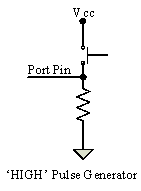 Vcc
Port Pin
‘HIGH’ Pulse Generator